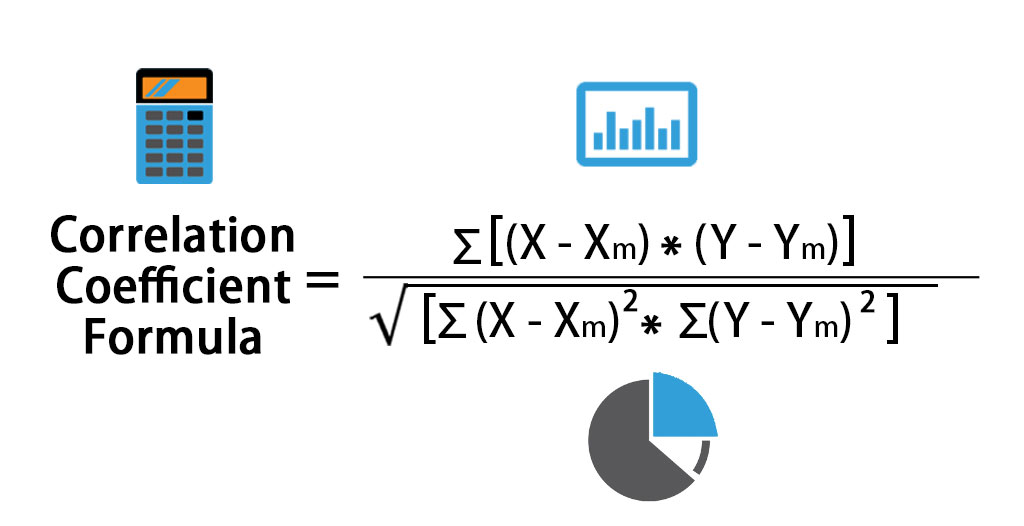 Correlation
Coefficient
Formula
=
∑[(X - Xm) * (Y - Ym)]
√[∑(X - Xm)² * ∑(Y - Ym)²]